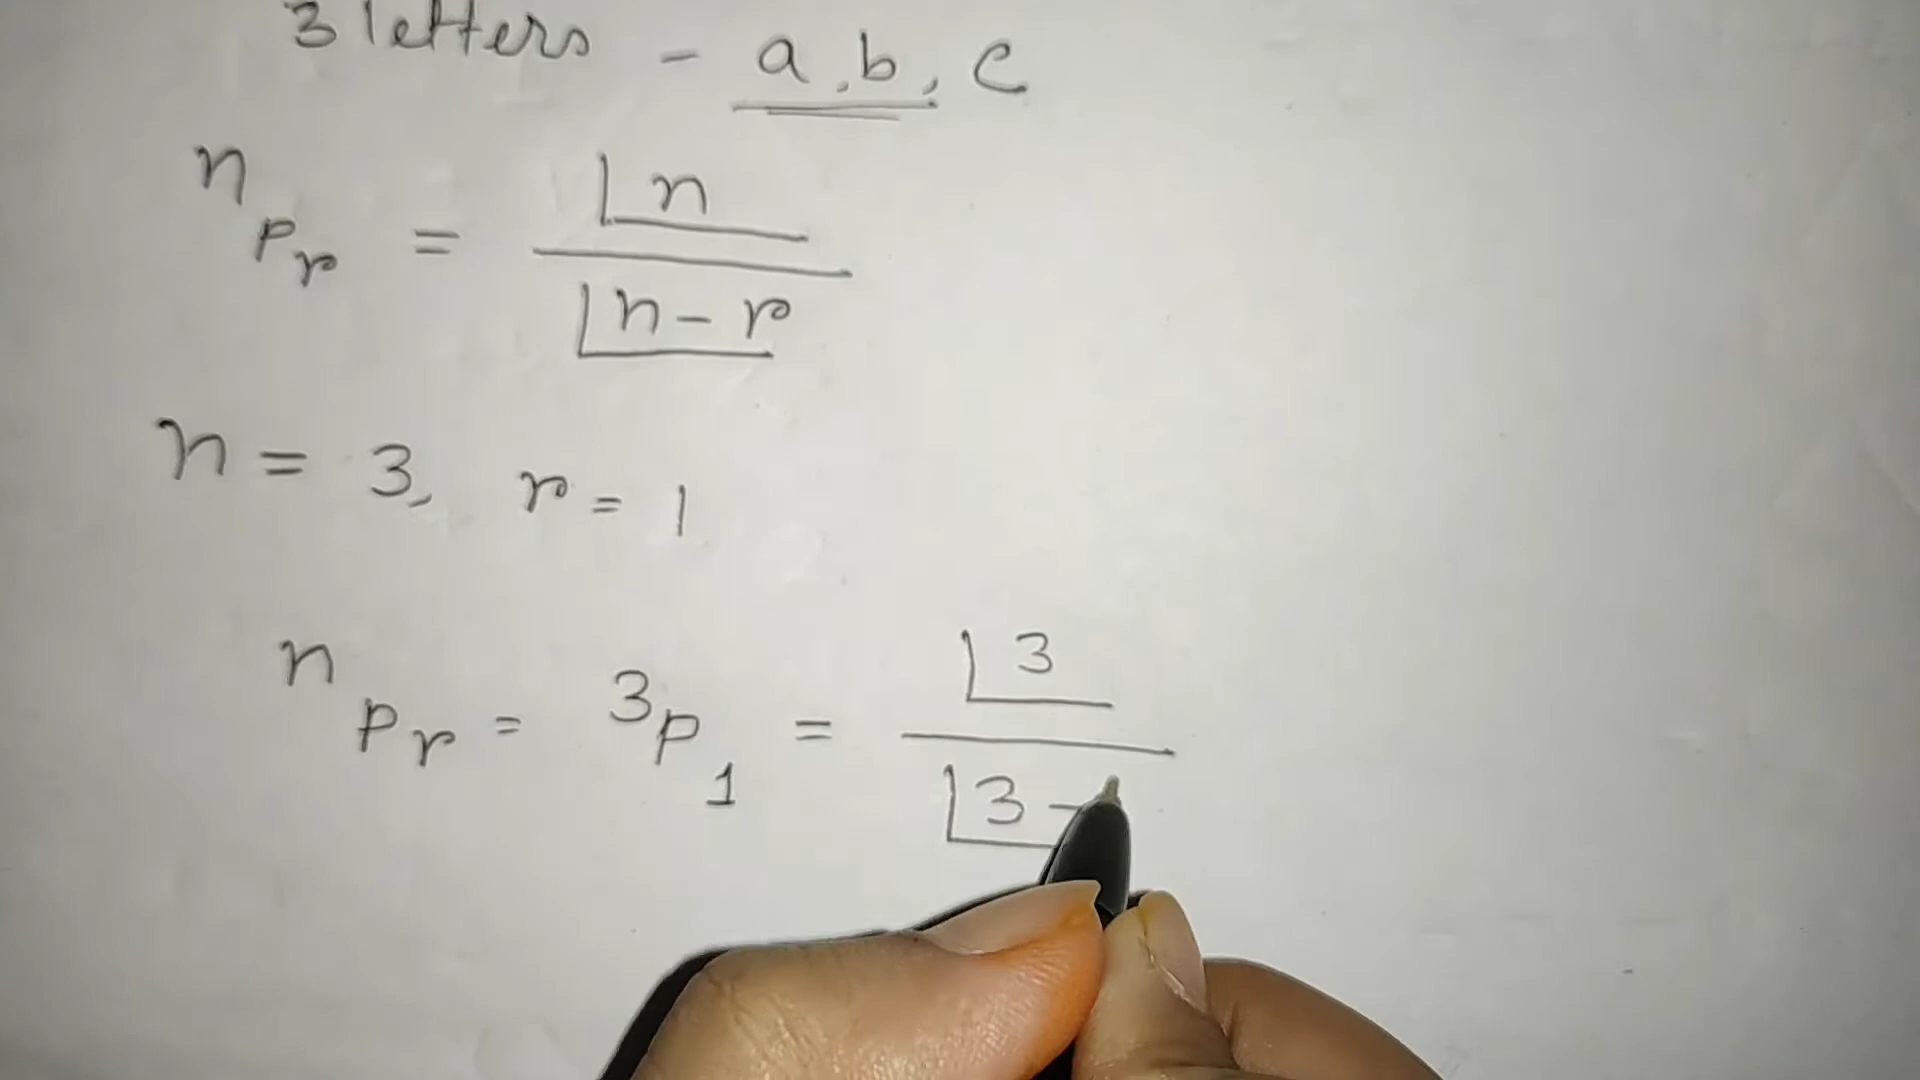 3 letters - a, b, c
nPr = ⌊n / ⌊n - r
n = 3, r = 1
nPr = 3P1 = ⌊3 / ⌊3 -